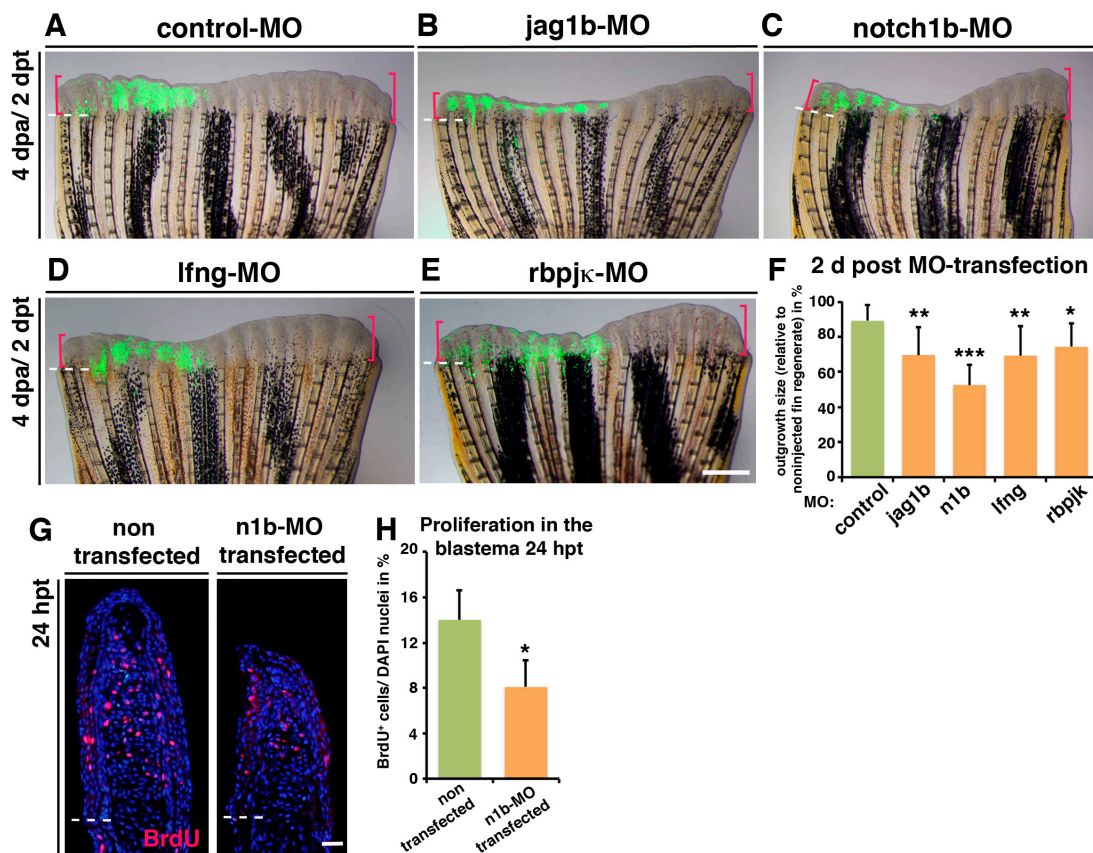 A
control-MO
B
jag1b-MO
C
notch1b-MO
4 dpa/ 2 dpt
D
lfng-MO
E
rbpjκ-MO
4 dpa/ 2 dpt
F
2 d post MO-transfection
outgrowth size (relative to
noninjected fin regenerate) in %
100
80
60
40
80
0
**
***
**
*
MO:
control
jag1b
n1b
lfng
rbpjk
G
non
transfected
n1b-MO
transfected
24 hpt
BrdU
H
Proliferation in the
blastema 24 hpt
BrdU⁺ cells/ DAPI nuclei in %
20
16
12
8
4
0
*
non
transfected
n1b-MO
transfected